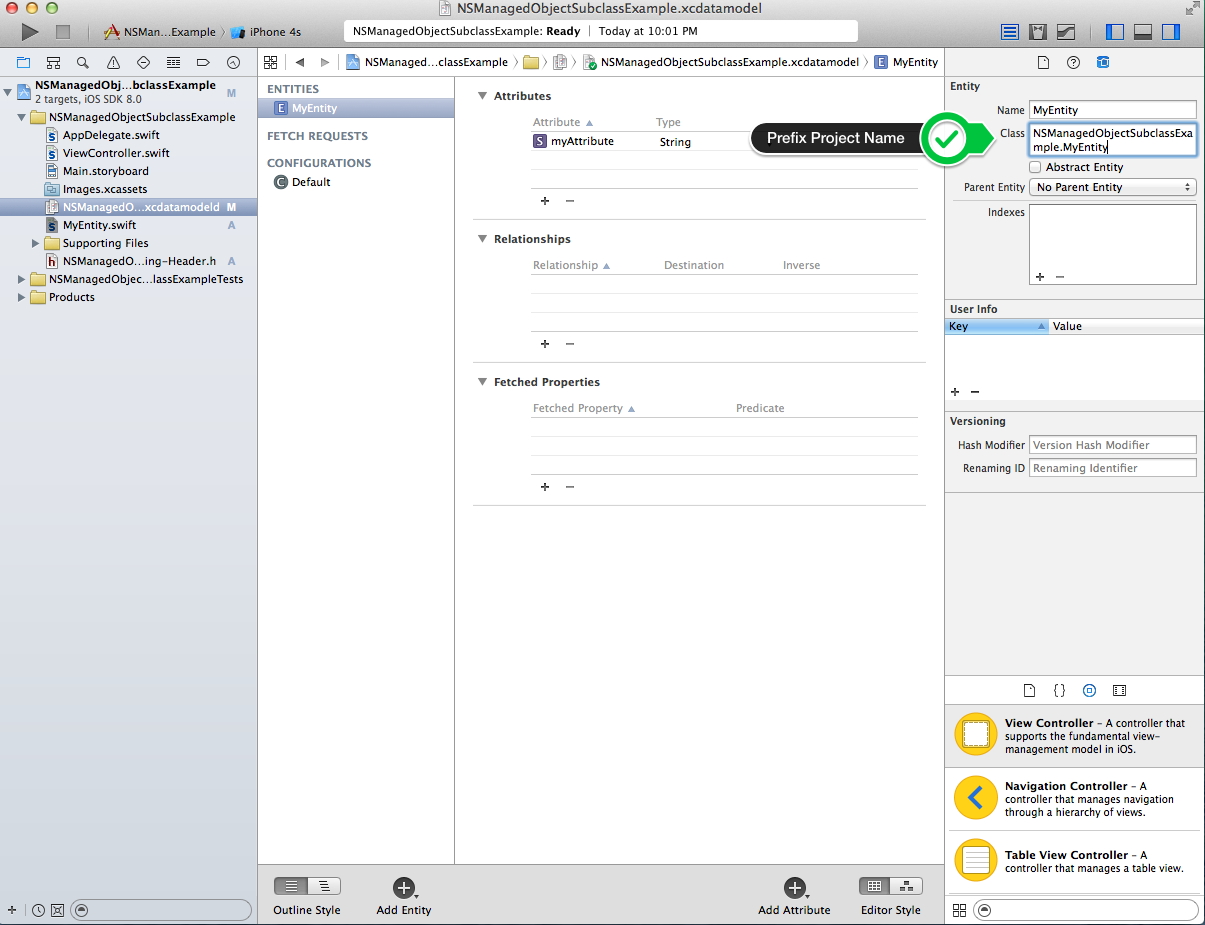 NSManagedObjectSubclassExample.xcdatamodel
NSMan...Example
iPhone 4s
NSManagedObjectSubclassExample: Ready | Today at 10:01 PM
NSManaged...classExample
NSManagedObjectSubclassExample.xcdatamodel
E MyEntity
NSManagedObj...bclassExample
M
2 targets, iOS SDK 8.0
NSManagedObjectSubclassExample
AppDelegate.swift
ViewController.swift
Main.storyboard
Images.xcassets
NSManagedO...xcdatamodeld M
MyEntity.swift A
Supporting Files
h NSManagedO...ing-Header.h A
NSManagedObjec...lassExampleTests
Products
ENTITIES
E MyEntity
FETCH REQUESTS
CONFIGURATIONS
C Default
Attributes
Attribute Type
S myAttribute String
+ −
Relationships
Relationship Destination Inverse
+ −
Fetched Properties
Fetched Property Predicate
+ −
Prefix Project Name
Entity
Name MyEntity
Class NSManagedObjectSubclassExa
mple.MyEntity
Abstract Entity
Parent Entity No Parent Entity
Indexes
+ −
User Info
Key Value
+ −
Versioning
Hash Modifier Version Hash Modifier
Renaming ID Renaming Identifier
{ }
View Controller – A controller that
supports the fundamental view-
management model in iOS.
Navigation Controller – A
controller that manages navigation
through a hierarchy of views.
Table View Controller – A
controller that manages a table view.
Outline Style
Add Entity
Add Attribute
Editor Style